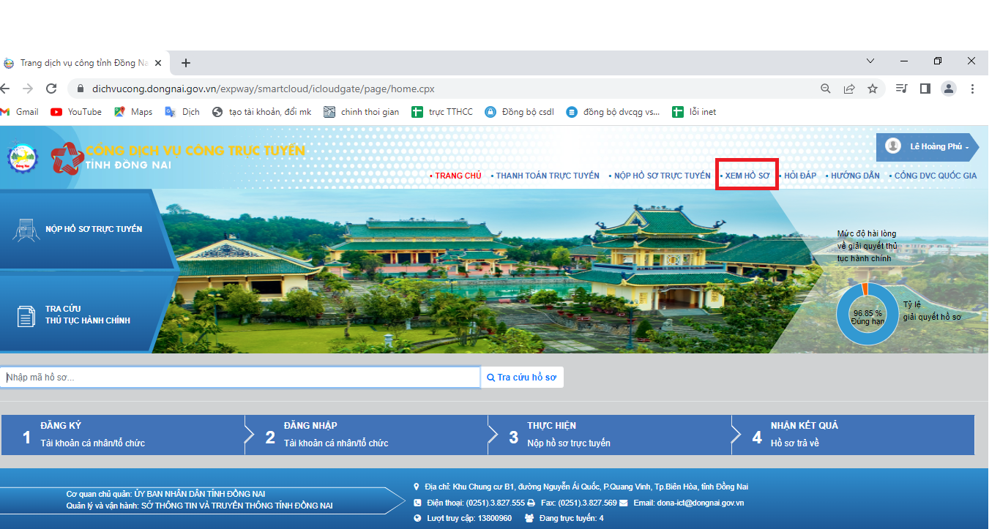 Trang dịch vụ công tỉnh Đồng Na
dichvucong.dongnai.gov.vn/expway/smartcloud/icloudgate/page/home.cpx
Gmail YouTube Maps Dịch tạo tài khoản, đổi mk chinh thoi gian trực TTHCC Đồng bộ csdl đồng bộ dvcqg vs... lỗi inet
CỔNG DỊCH VỤ CÔNG TRỰC TUYẾN
TỈNH ĐỒNG NAI
Lê Hoàng Phú
• TRANG CHỦ • THANH TOÁN TRỰC TUYẾN • NỘP HỒ SƠ TRỰC TUYẾN • XEM HỒ SƠ • HỎI ĐÁP • HƯỚNG DẪN • CỔNG DVC QUỐC GIA
Đồng Nai
NỘP HỒ SƠ TRỰC TUYẾN
TRA CỨU
THỦ TỤC HÀNH CHÍNH
Mức độ hài lòng
về giải quyết thủ
tục hành chính
96.85 %
Đúng hạn
Tỷ lệ
giải quyết hồ sơ
Nhập mã hồ sơ...
Tra cứu hồ sơ
1 ĐĂNG KÝ
Tài khoản cá nhân/tổ chức
2 ĐĂNG NHẬP
Tài khoản cá nhân/tổ chức
3 THỰC HIỆN
Nộp hồ sơ trực tuyến
4 NHẬN KẾT QUẢ
Hồ sơ trả về
Cơ quan chủ quản: ỦY BAN NHÂN DÂN TỈNH ĐỒNG NAI
Quản lý và vận hành: SỞ THÔNG TIN VÀ TRUYỀN THÔNG TỈNH ĐỒNG NAI
Địa chỉ: Khu Chung cư B1, đường Nguyễn Ái Quốc, P.Quang Vinh, Tp.Biên Hòa, tỉnh Đồng Nai
Điện thoại: (0251).3.827.555 Fax: (0251).3.827.569 Email: dona-ict@dongnai.gov.vn
Lượt truy cập: 13800960 Đang trực tuyến: 4